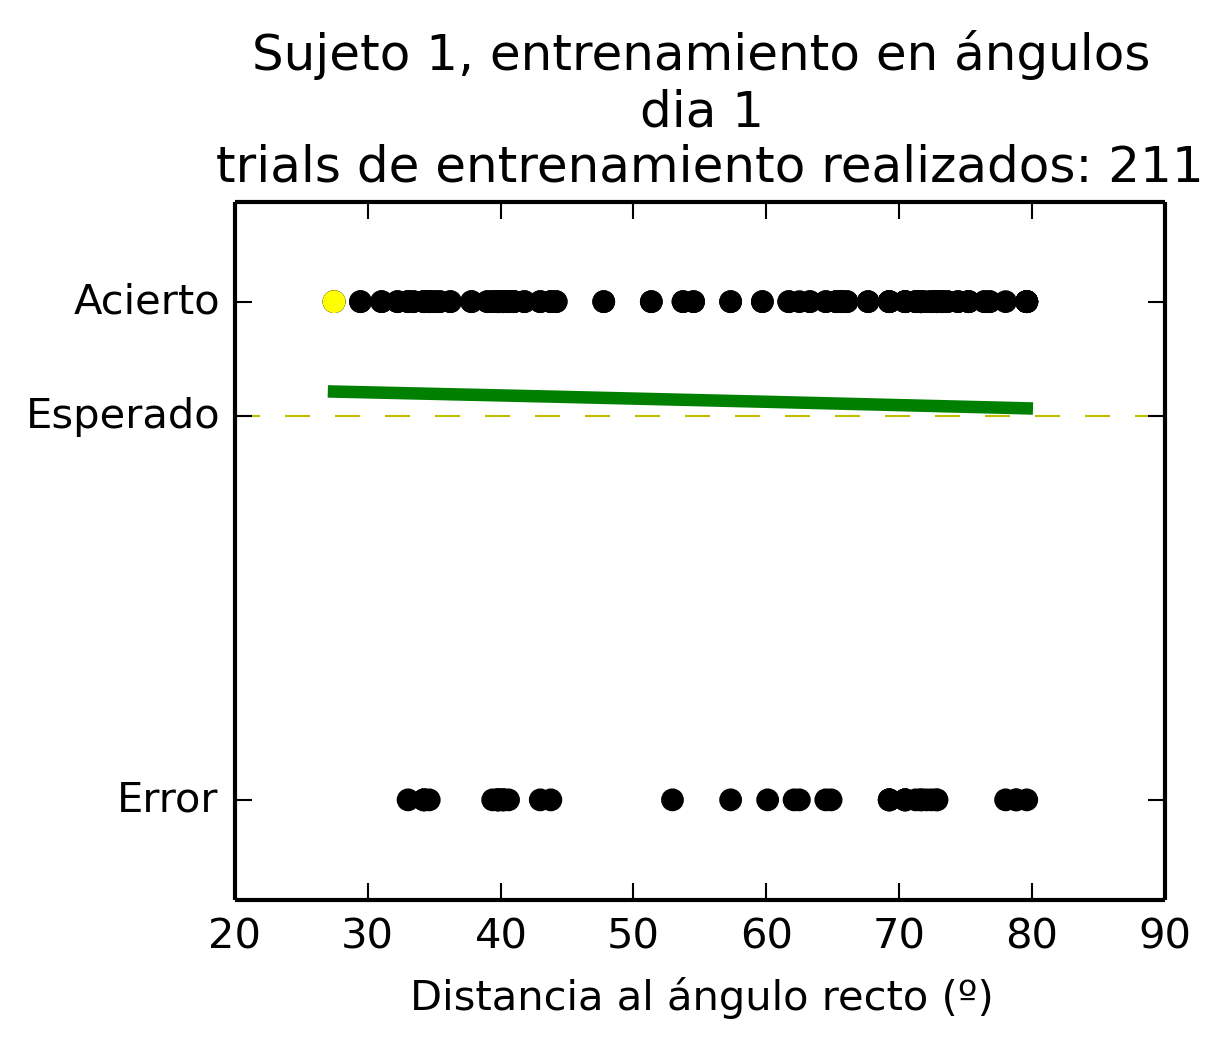 Sujeto 1, entrenamiento en ángulos
dia 1
trials de entrenamiento realizados: 211
Acierto
Esperado
Error
20 30 40 50 60 70 80 90
Distancia al ángulo recto (º)